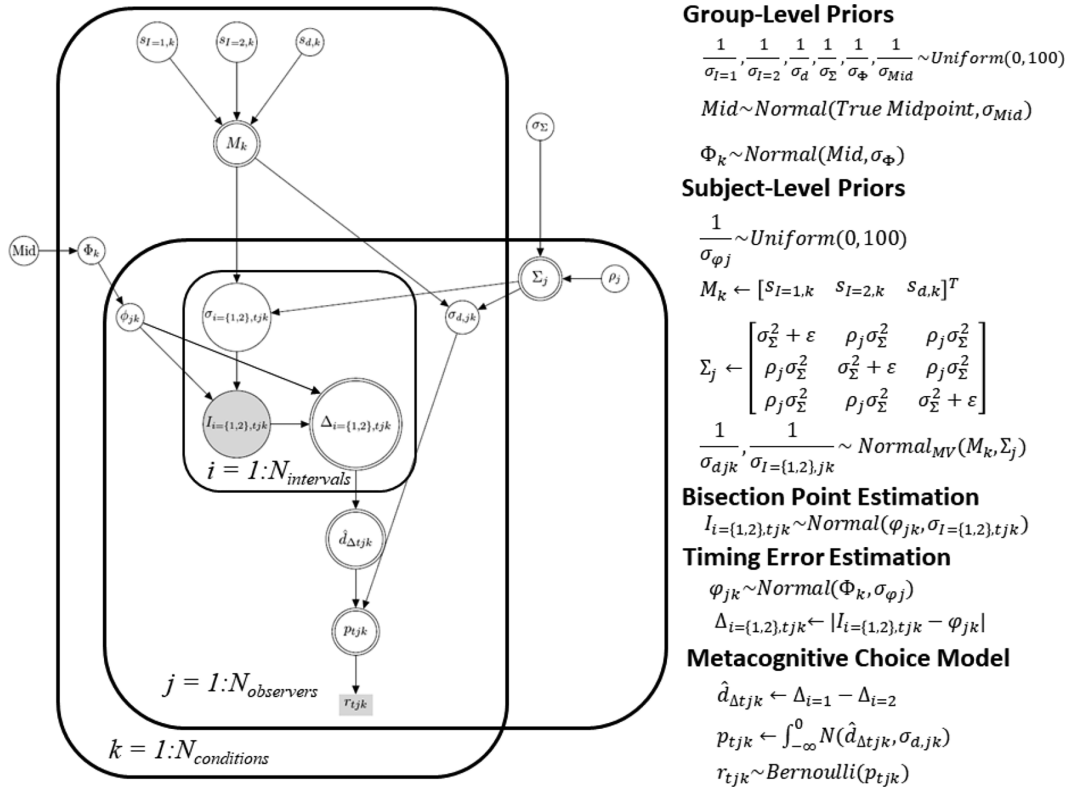 s_{I=1,k} s_{I=2,k} s_{d,k}
M_k
σ_Σ
Mid Φ_k
Σ_j ρ_j
ϕ_{jk} σ_{i={1,2},tjk} σ_{d,jk}
I_{i={1,2},tjk} Δ_{i={1,2},tjk}
i = 1:N_{intervals}
d̂_{Δtjk}
p_{tjk}
j = 1:N_{observers}
r_{tjk}
k = 1:N_{conditions}
Group-Level Priors
1/σ_{I=1}, 1/σ_{I=2}, 1/σ_d, 1/σ_Σ, 1/σ_Φ, 1/σ_{Mid} ~Uniform(0,100)
Mid~Normal(True Midpoint, σ_{Mid})
Φ_k~Normal(Mid, σ_Φ)
Subject-Level Priors
1/σ_{φj} ~Uniform(0,100)
M_k ← [s_{I=1,k} s_{I=2,k} s_{d,k}]^T
Σ_j ← [σ_Σ^2 + ε ρ_jσ_Σ^2 ρ_jσ_Σ^2
ρ_jσ_Σ^2 σ_Σ^2 + ε ρ_jσ_Σ^2
ρ_jσ_Σ^2 ρ_jσ_Σ^2 σ_Σ^2 + ε]
1/σ_{djk}, 1/σ_{I={1,2},jk} ~ Normal_{MV}(M_k, Σ_j)
Bisection Point Estimation
I_{i={1,2},tjk}~Normal(φ_{jk}, σ_{I={1,2},tjk})
Timing Error Estimation
φ_{jk}~Normal(Φ_k, σ_{φj})
Δ_{i={1,2},tjk}← |I_{i={1,2},tjk} − φ_{jk}|
Metacognitive Choice Model
d̂_{Δtjk} ← Δ_{i=1} − Δ_{i=2}
p_{tjk} ← ∫_{−∞}^{0} N(d̂_{Δtjk}, σ_{d,jk})
r_{tjk}~Bernoulli(p_{tjk})